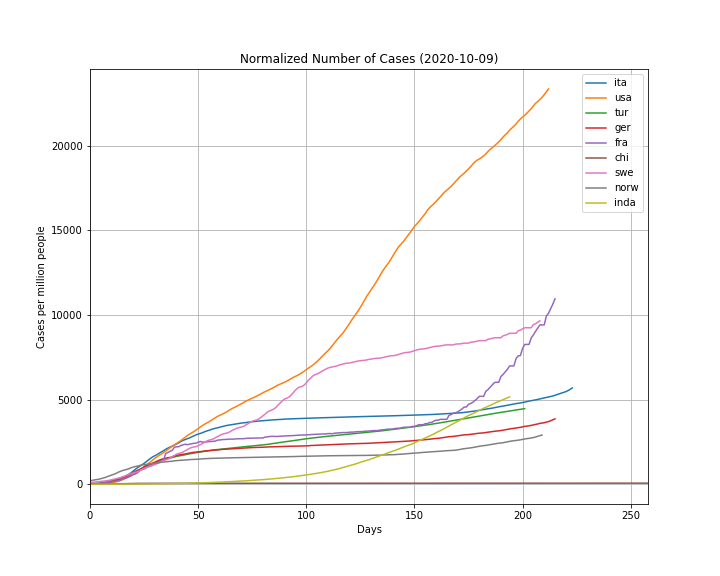 Normalized Number of Cases (2020-10-09)
ita
usa
tur
ger
fra
chi
swe
norw
inda
Cases per million people
20000
15000
10000
5000
0
0 50 100 150 200 250
Days